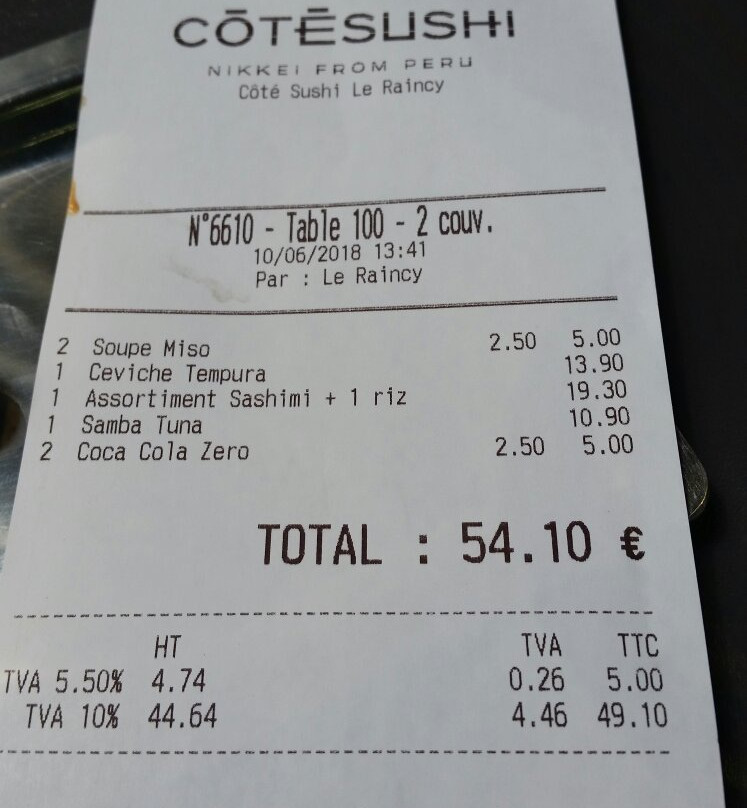 CŌTĒSUSHI
NIKKEI FROM PERU
Côté Sushi Le Raincy
N°6610 - Table 100 - 2 couv.
10/06/2018 13:41
Par : Le Raincy
2 Soupe Miso 2.50 5.00
1 Ceviche Tempura 13.90
1 Assortiment Sashimi + 1 riz 19.30
1 Samba Tuna 10.90
2 Coca Cola Zero 2.50 5.00
TOTAL : 54.10 €
HT TVA TTC
TVA 5.50% 4.74 0.26 5.00
TVA 10% 44.64 4.46 49.10